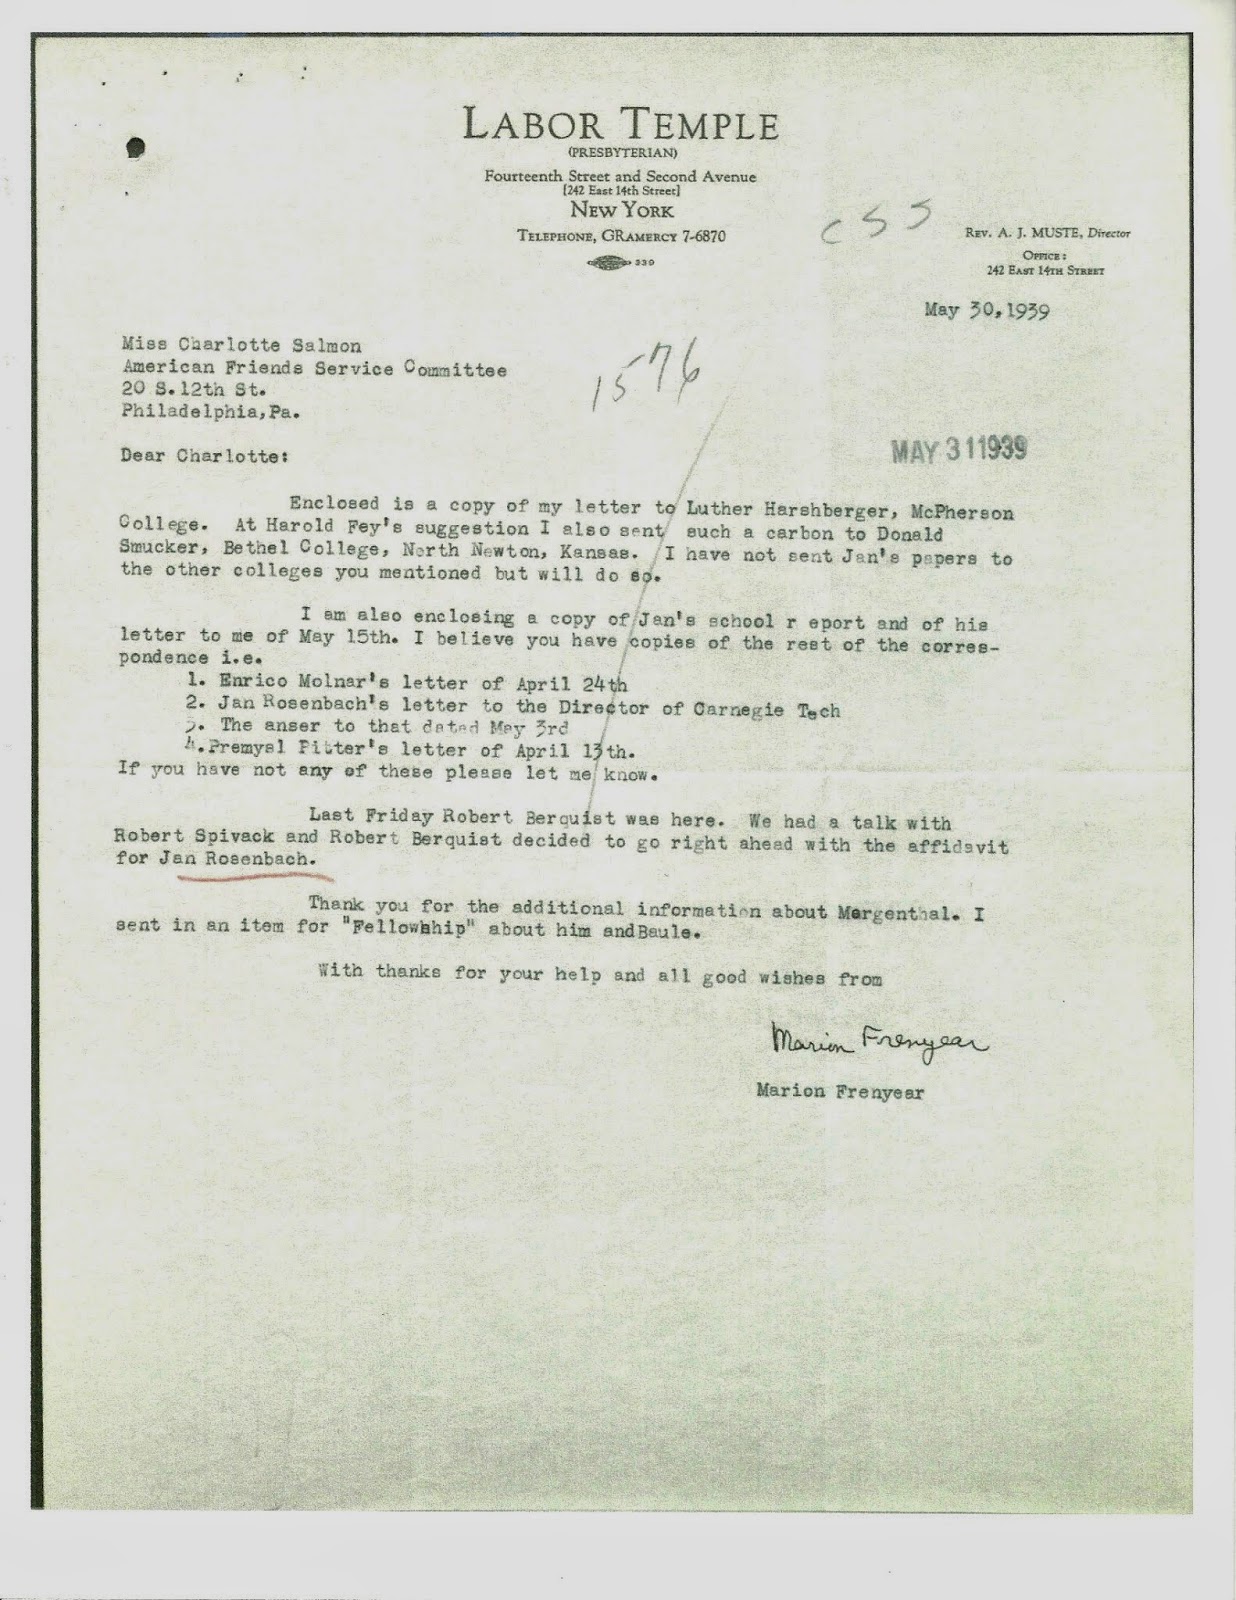 LABOR TEMPLE
(PRESBYTERIAN)
Fourteenth Street and Second Avenue
[242 East 14th Street]
NEW YORK
TELEPHONE, GRAMERCY 7-6870
339
CSS
REV. A. J. MUSTE, Director
OFFICE:
242 EAST 14TH STREET
May 30,1939
Miss Charlotte Salmon
American Friends Service Committee
20 S.12th St.
Philadelphia,Pa.
1576
MAY 31 1939
Dear Charlotte:
Enclosed is a copy of my letter to Luther Harshberger, McPherson
College. At Harold Fey's suggestion I also sent such a carbon to Donald
Smucker, Bethel College, North Newton, Kansas. I have not sent Jan's papers to
the other colleges you mentioned but will do so.
I am also enclosing a copy of Jan's school r eport and of his
letter to me of May 15th. I believe you have copies of the rest of the corres-
pondence i.e.
1. Enrico Molnar's letter of April 24th
2. Jan Rosenbach's letter to the Director of Carnegie Tech
3. The anser to that dated May 3rd
4.Premysl Pitter's letter of April 13th.
If you have not any of these please let me know.
Last Friday Robert Berquist was here. We had a talk with
Robert Spivack and Robert Berquist decided to go right ahead with the affidavit
for Jan Rosenbach.
Thank you for the additional information about Mergenthal. I
sent in an item for "Fellowship" about him andBaule.
With thanks for your help and all good wishes from
Marion Frenyear
Marion Frenyear